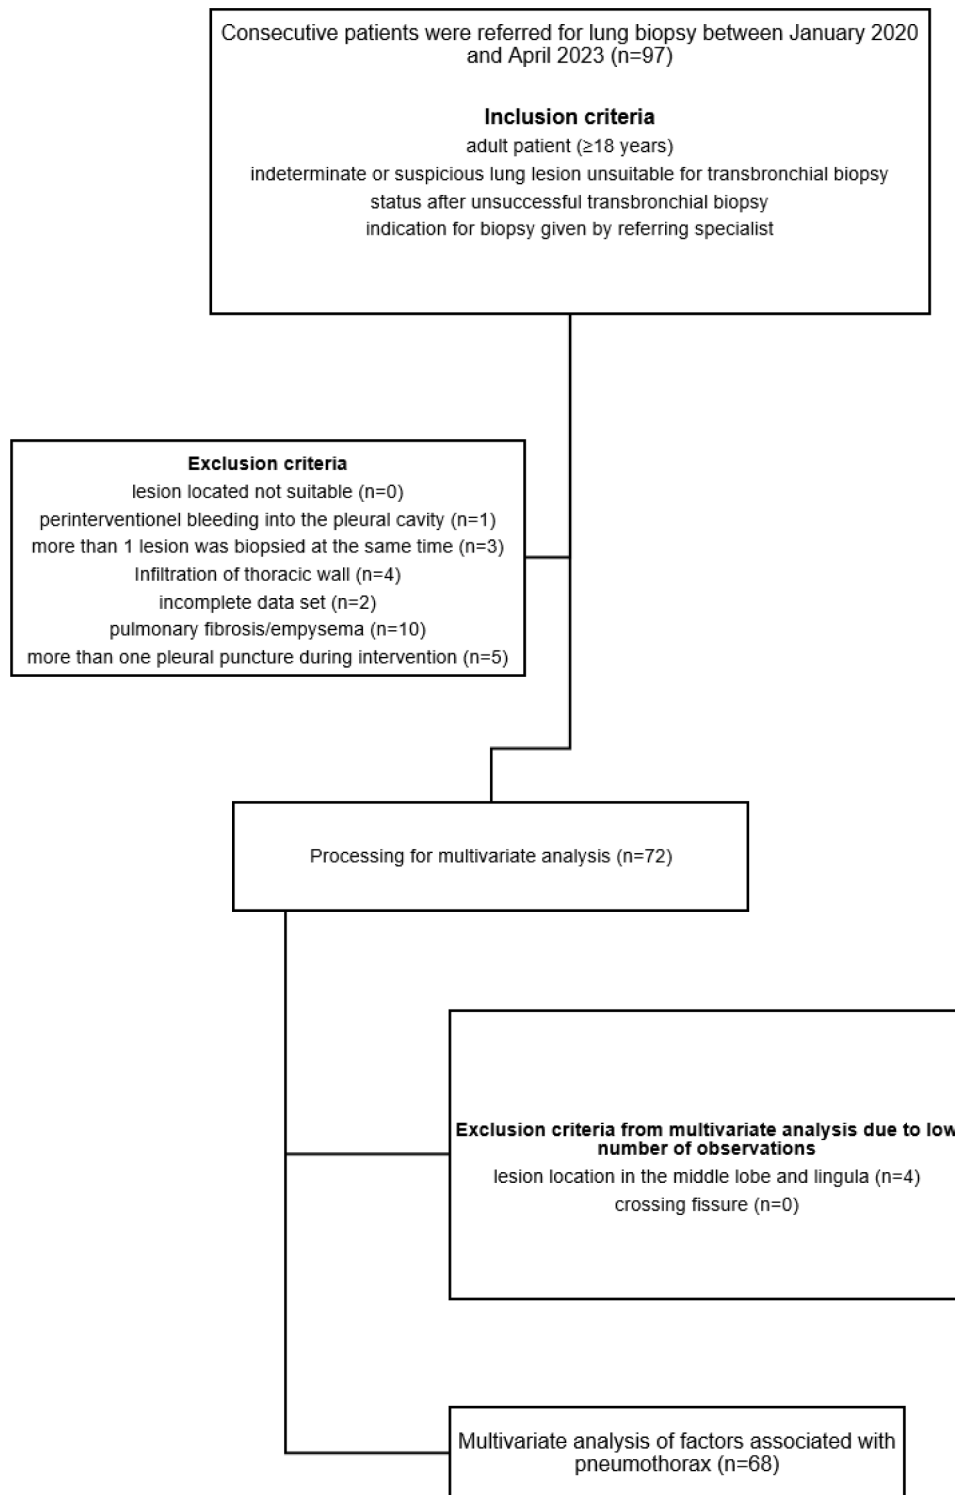 Consecutive patients were referred for lung biopsy between January 2020
and April 2023 (n=97)
Inclusion criteria
adult patient (≥18 years)
indeterminate or suspicious lung lesion unsuitable for transbronchial biopsy
status after unsuccessful transbronchial biopsy
indication for biopsy given by referring specialist
Exclusion criteria
lesion located not suitable (n=0)
perinterventionel bleeding into the pleural cavity (n=1)
more than 1 lesion was biopsied at the same time (n=3)
Infiltration of thoracic wall (n=4)
incomplete data set (n=2)
pulmonary fibrosis/empysema (n=10)
more than one pleural puncture during intervention (n=5)
Processing for multivariate analysis (n=72)
Exclusion criteria from multivariate analysis due to low
number of observations
lesion location in the middle lobe and lingula (n=4)
crossing fissure (n=0)
Multivariate analysis of factors associated with
pneumothorax (n=68)